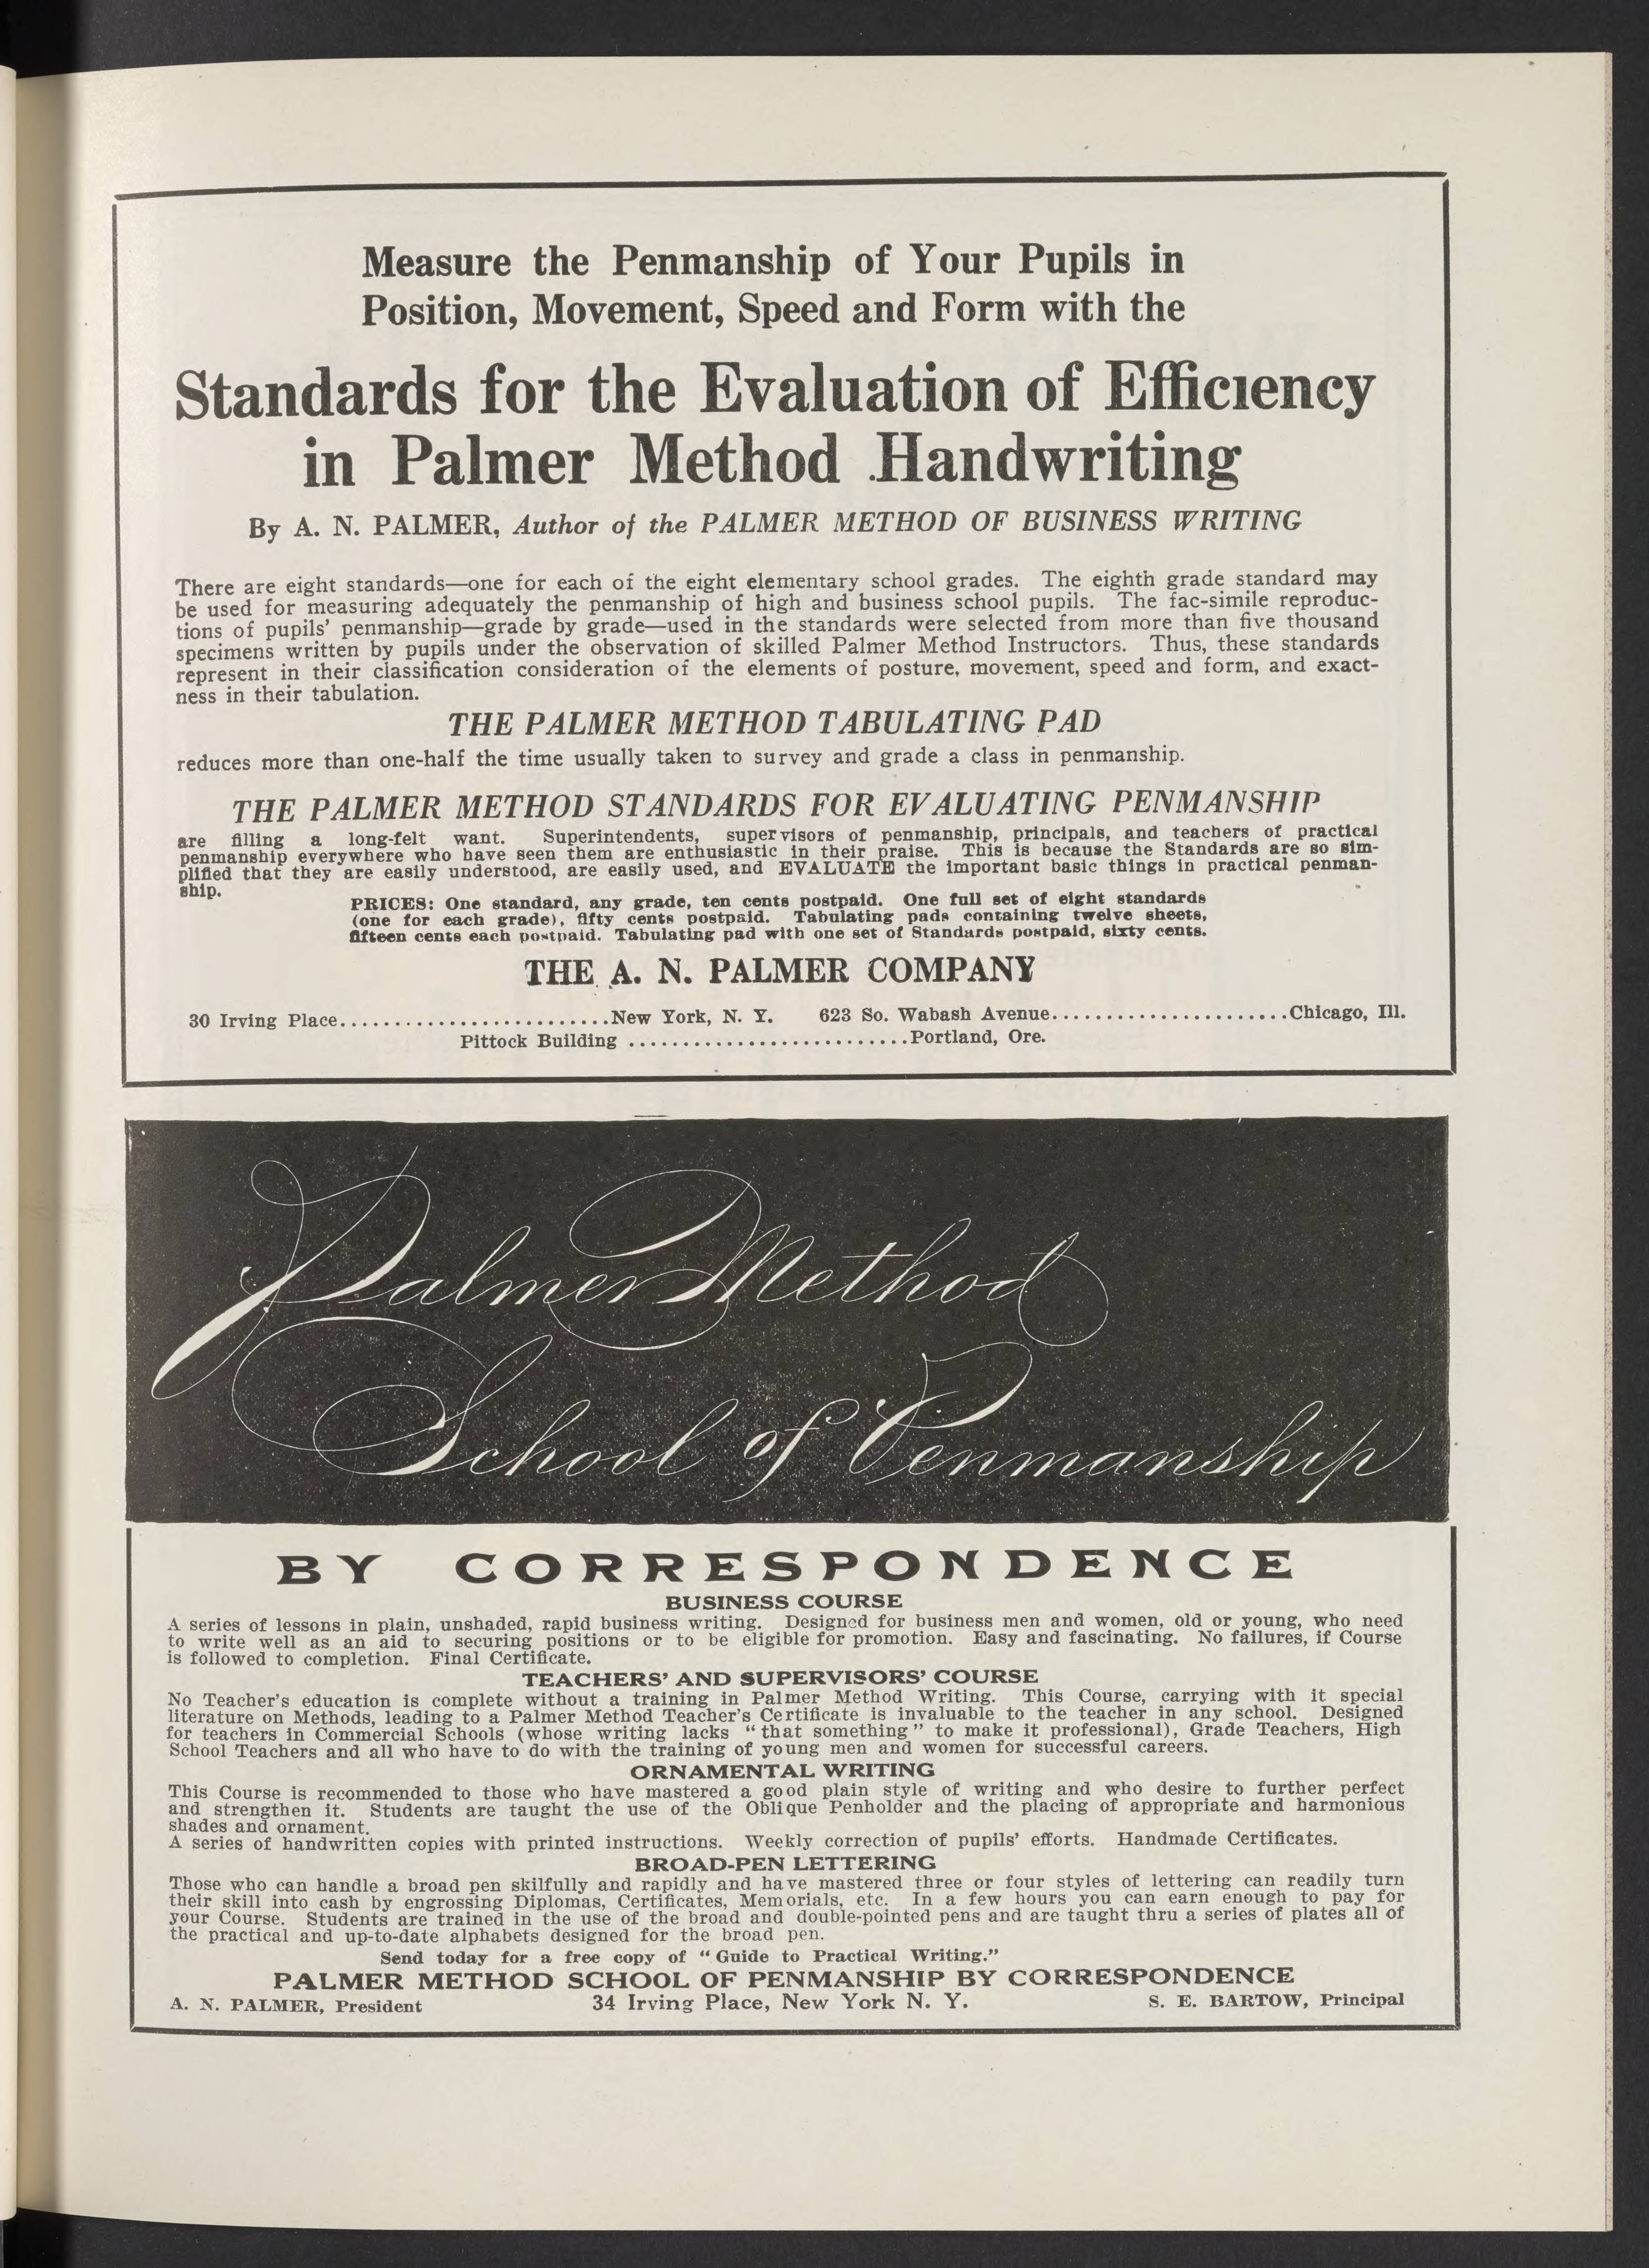 Measure the Penmanship of Your Pupils in
Position, Movement, Speed and Form with the
Standards for the Evaluation of Efficiency
in Palmer Method Handwriting
By A. N. PALMER, Author of the PALMER METHOD OF BUSINESS WRITING
There are eight standards—one for each of the eight elementary school grades. The eighth grade standard may
be used for measuring adequately the penmanship of high and business school pupils. The fac-simile reproduc-
tions of pupils' penmanship—grade by grade—used in the standards were selected from more than five thousand
specimens written by pupils under the observation of skilled Palmer Method Instructors. Thus, these standards
represent in their classification consideration of the elements of posture, movement, speed and form, and exact-
ness in their tabulation.
THE PALMER METHOD TABULATING PAD
reduces more than one-half the time usually taken to survey and grade a class in penmanship.
THE PALMER METHOD STANDARDS FOR EVALUATING PENMANSHIP
are filling a long-felt want. Superintendents, supervisors of penmanship, principals, and teachers of practical
penmanship everywhere who have seen them are enthusiastic in their praise. This is because the Standards are so sim-
plified that they are easily understood, are easily used, and EVALUATE the important basic things in practical penman-
ship.
PRICES: One standard, any grade, ten cents postpaid. One full set of eight standards
(one for each grade), fifty cents postpaid. Tabulating pads containing twelve sheets,
fifteen cents each postpaid. Tabulating pad with one set of Standards postpaid, sixty cents.
THE A. N. PALMER COMPANY
30 Irving Place.........................New York, N. Y. 623 So. Wabash Avenue......................Chicago, Ill.
Pittock Building ..........................Portland, Ore.
Palmer Method
School of Penmanship
BY CORRESPONDENCE
BUSINESS COURSE
A series of lessons in plain, unshaded, rapid business writing. Designed for business men and women, old or young, who need
to write well as an aid to securing positions or to be eligible for promotion. Easy and fascinating. No failures, if Course
is followed to completion. Final Certificate.
TEACHERS' AND SUPERVISORS' COURSE
No Teacher's education is complete without a training in Palmer Method Writing. This Course, carrying with it special
literature on Methods, leading to a Palmer Method Teacher's Certificate is invaluable to the teacher in any school. Designed
for teachers in Commercial Schools (whose writing lacks "that something" to make it professional), Grade Teachers, High
School Teachers and all who have to do with the training of young men and women for successful careers.
ORNAMENTAL WRITING
This Course is recommended to those who have mastered a good plain style of writing and who desire to further perfect
and strengthen it. Students are taught the use of the Oblique Penholder and the placing of appropriate and harmonious
shades and ornament.
A series of handwritten copies with printed instructions. Weekly correction of pupils' efforts. Handmade Certificates.
BROAD-PEN LETTERING
Those who can handle a broad pen skilfully and rapidly and have mastered three or four styles of lettering can readily turn
their skill into cash by engrossing Diplomas, Certificates, Memorials, etc. In a few hours you can earn enough to pay for
your Course. Students are trained in the use of the broad and double-pointed pens and are taught thru a series of plates all of
the practical and up-to-date alphabets designed for the broad pen.
Send today for a free copy of "Guide to Practical Writing."
PALMER METHOD SCHOOL OF PENMANSHIP BY CORRESPONDENCE
A. N. PALMER, President 34 Irving Place, New York N. Y. S. E. BARTOW, Principal